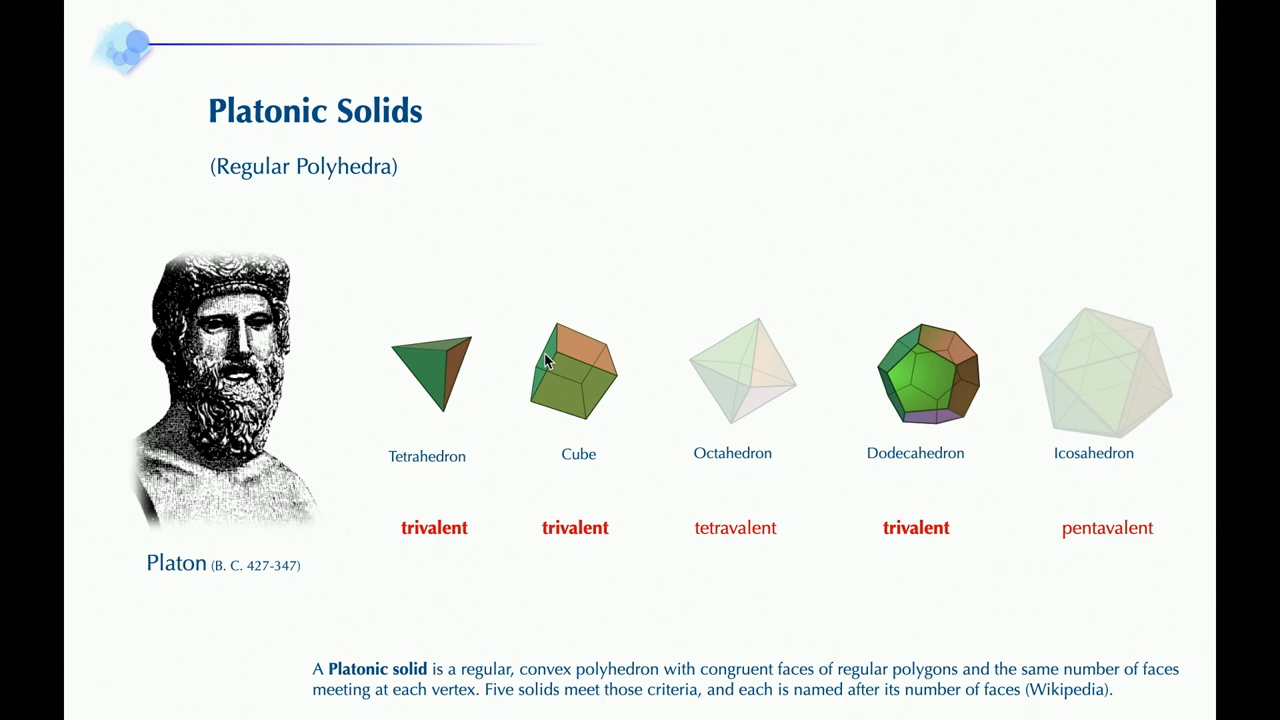 Platonic Solids
(Regular Polyhedra)
Tetrahedron
Cube
Octahedron
Dodecahedron
Icosahedron
trivalent
trivalent
tetravalent
trivalent
pentavalent
Platon (B. C. 427-347)
A Platonic solid is a regular, convex polyhedron with congruent faces of regular polygons and the same number of faces
meeting at each vertex. Five solids meet those criteria, and each is named after its number of faces (Wikipedia).